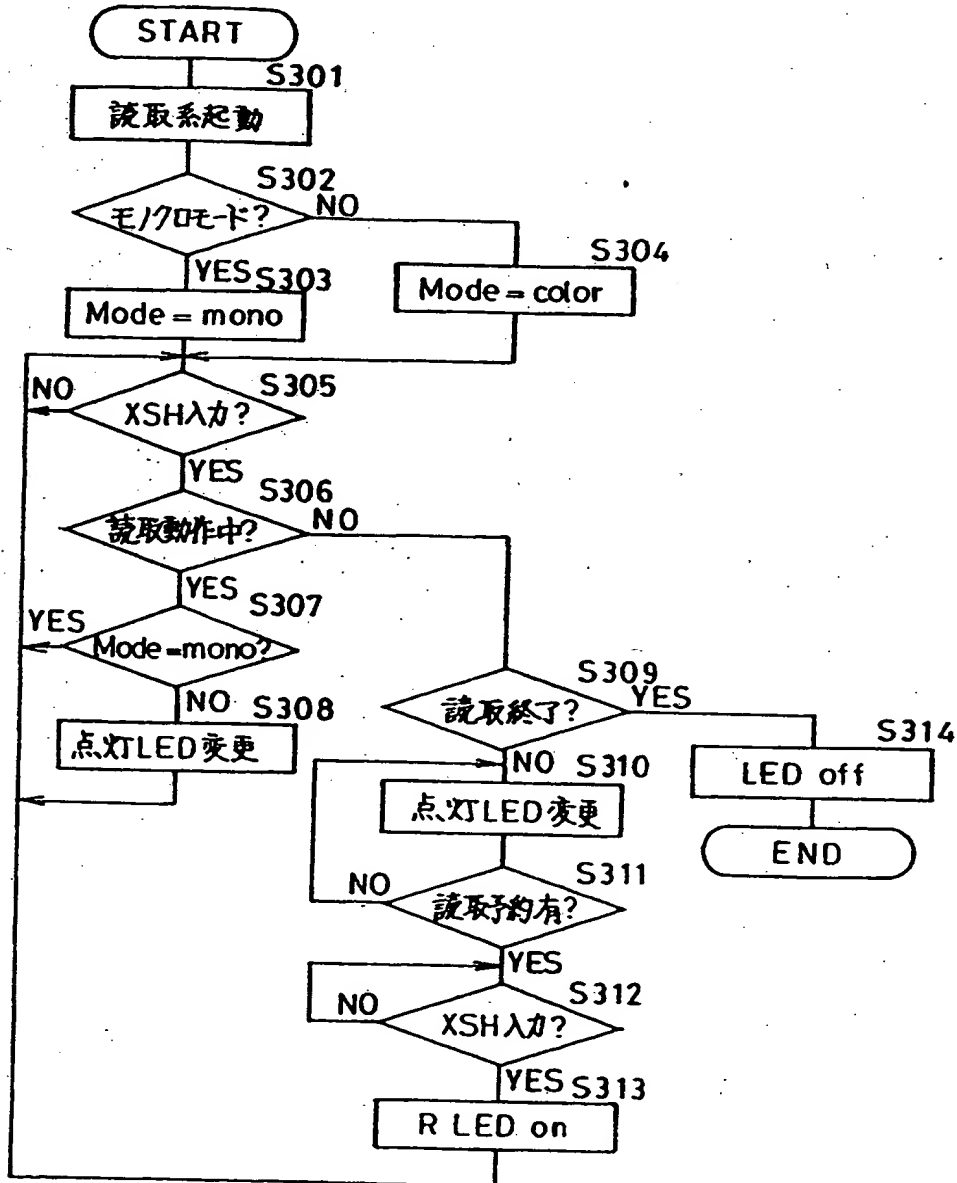 START
S301
読取系起動
S302
モノクロモード?
NO
YES
S303
Mode = mono
S304
Mode = color
S305
NO
XSH入力?
YES
S306
読取動作中?
NO
YES
S307
YES
Mode=mono?
NO
S308
点灯LED変更
S309
読取終了?
YES
S314
LED off
END
NO
S310
点灯LED変更
S311
NO
読取予約有?
YES
S312
NO
XSH入力?
YES
S313
R LED on